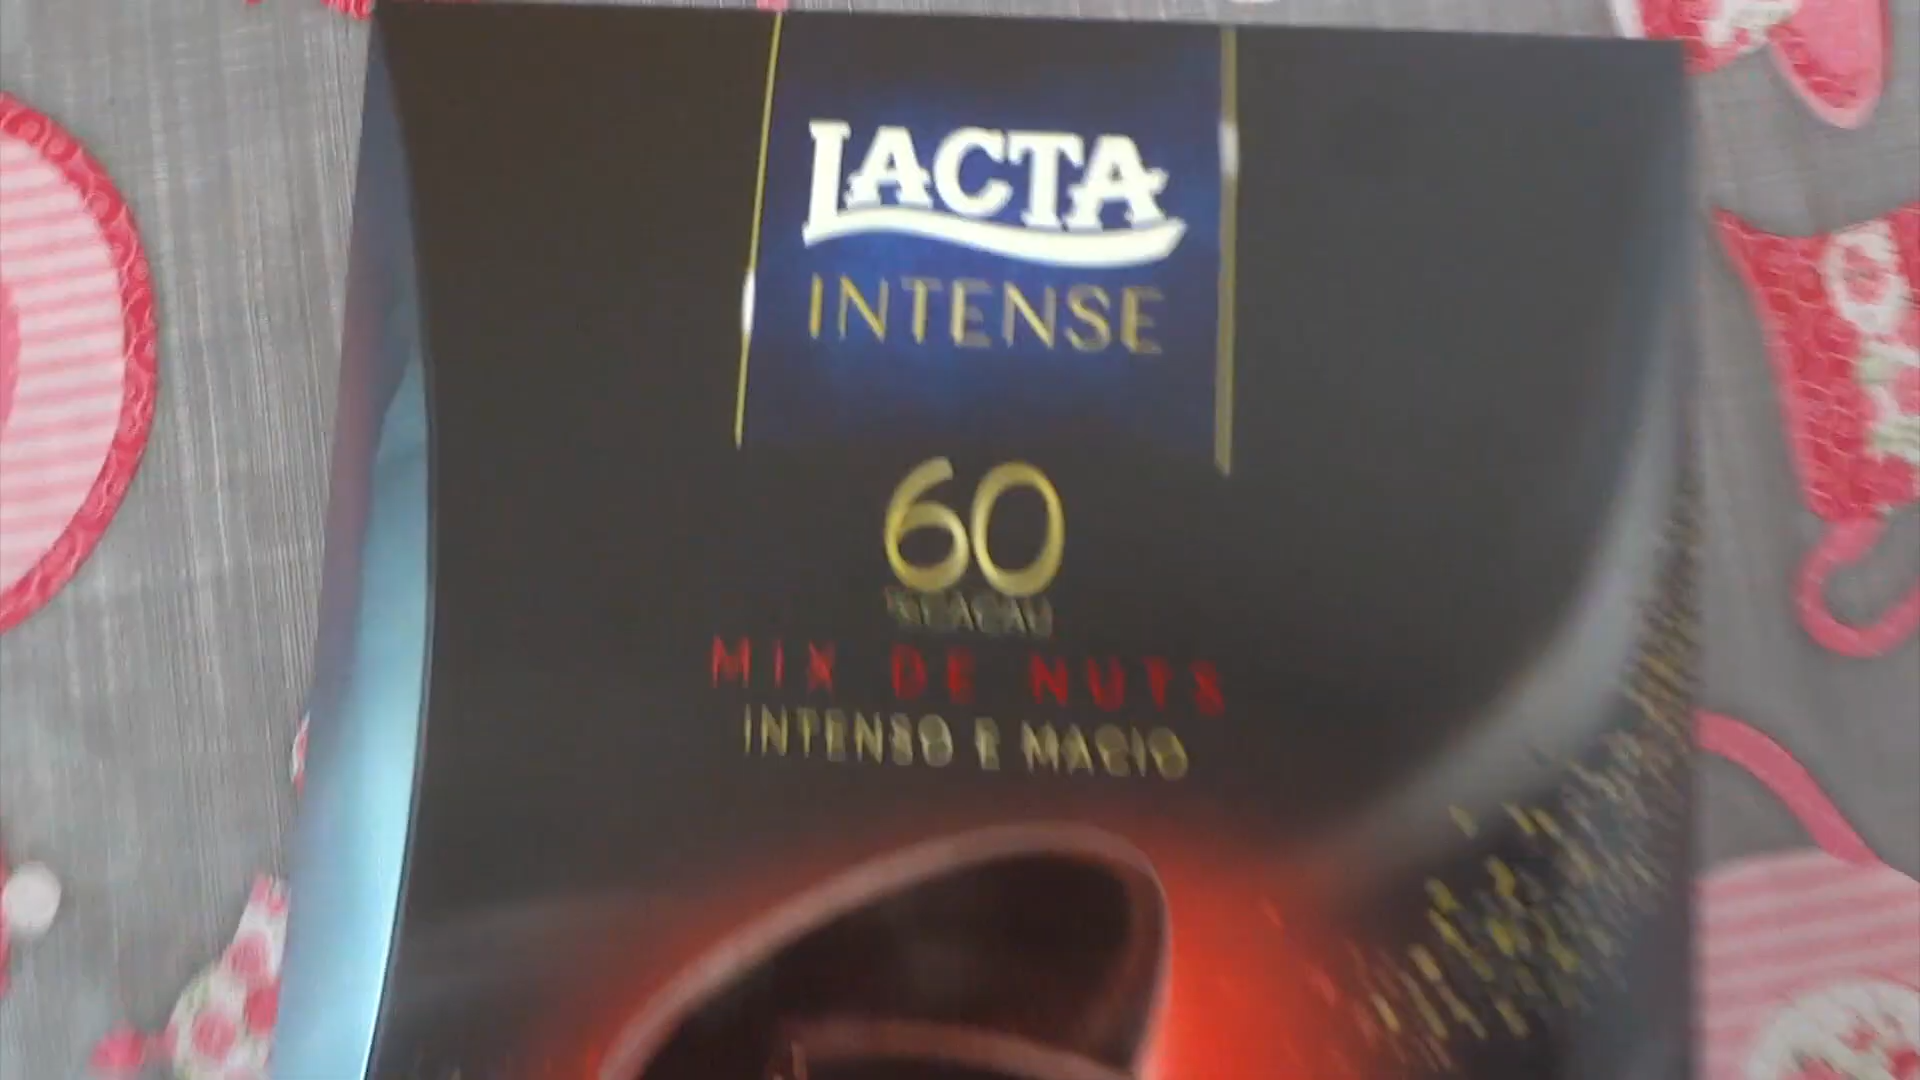 LACTA
INTENSE
60
% CACAU
MIX DE NUTS
INTENSO E MACIO